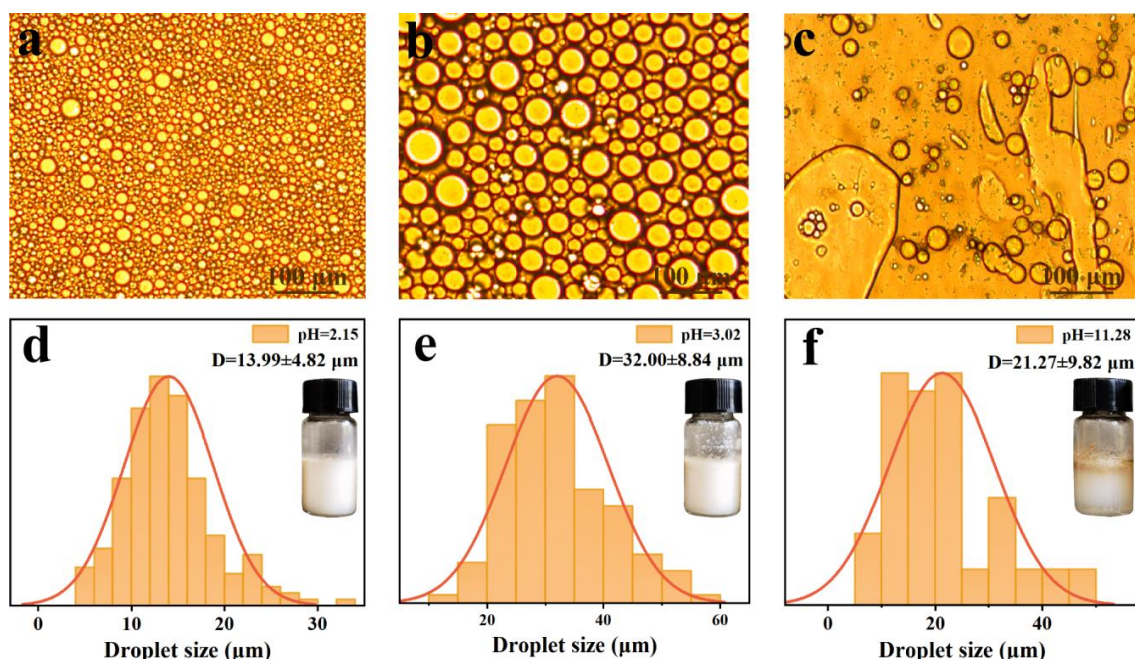 a
b
c
100 µm
100 µm
100 µm
d
pH=2.15
D=13.99±4.82 µm
0 10 20 30
Droplet size (µm)
e
pH=3.02
D=32.00±8.84 µm
20 40 60
Droplet size (µm)
f
pH=11.28
D=21.27±9.82 µm
0 20 40
Droplet size (µm)